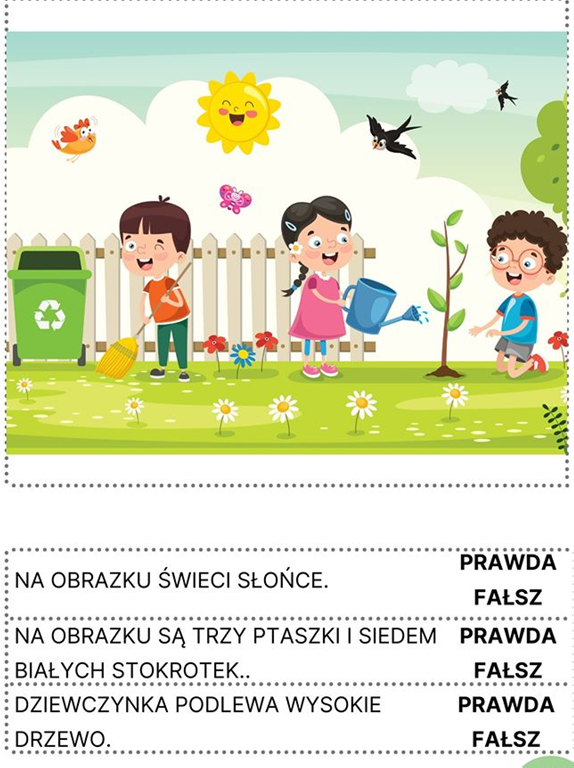 NA OBRAZKU ŚWIECI SŁOŃCE.
PRAWDA
FAŁSZ
NA OBRAZKU SĄ TRZY PTASZKI I SIEDEM
BIAŁYCH STOKROTEK..
PRAWDA
FAŁSZ
DZIEWCZYNKA PODLEWA WYSOKIE
DRZEWO.
PRAWDA
FAŁSZ